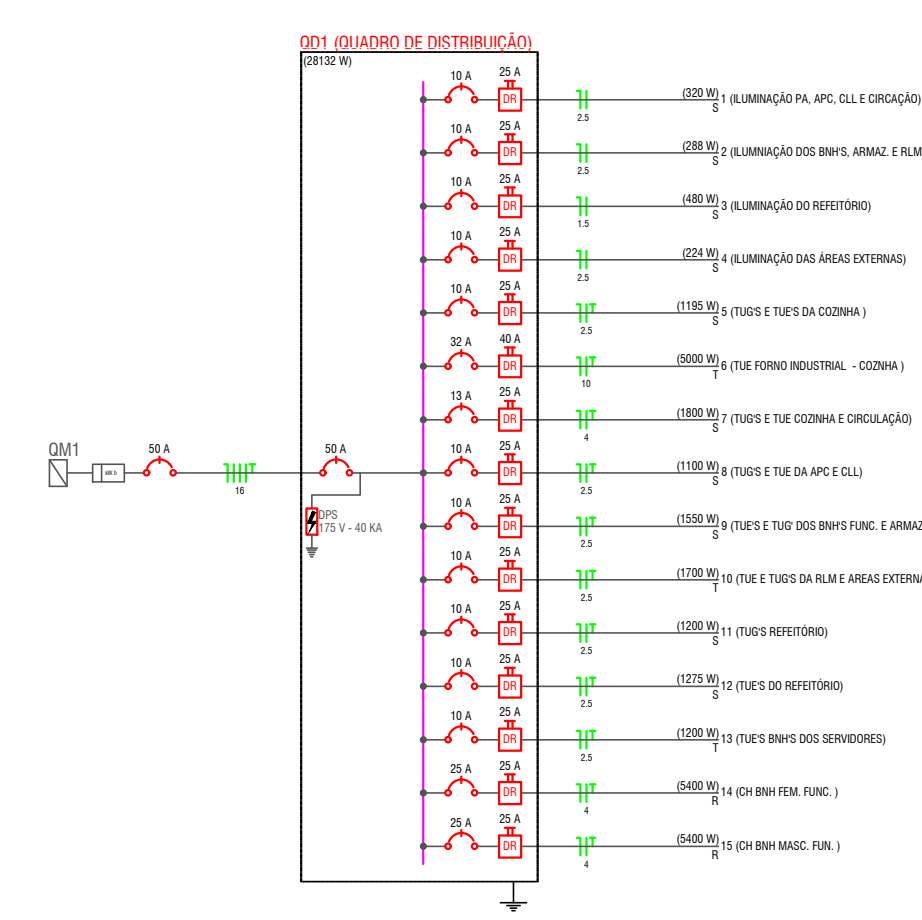 QD1 (QUADRO DE DISTRIBUIÇÃO)
(28132 W)
10 A 25 A
DR
2.5
(320 W) 1 (ILUMINAÇÃO PA, APC, CLL E CIRCAÇÃO)
S
10 A 25 A
DR
2.5
(288 W) 2 (ILUMNIAÇÃO DOS BNH'S, ARMAZ. E RLM
S
10 A 25 A
DR
1.5
(480 W) 3 (ILUMINAÇÃO DO REFEITÓRIO)
S
10 A 25 A
DR
2.5
(224 W) 4 (ILUMINAÇÃO DAS ÁREAS EXTERNAS)
S
10 A 25 A
DR
2.5
(1195 W) 5 (TUG'S E TUE'S DA COZINHA )
S
32 A 40 A
DR
10
(5000 W) 6 (TUE FORNO INDUSTRIAL - COZNHA )
T
13 A 25 A
DR
4
(1800 W) 7 (TUG'S E TUE COZINHA E CIRCULAÇÃO)
S
QM1
50 A
16
50 A
DPS
175 V - 40 KA
10 A 25 A
DR
2.5
(1100 W) 8 (TUG'S E TUE DA APC E CLL)
S
10 A 25 A
DR
2.5
(1550 W) 9 (TUE'S E TUG' DOS BNH'S FUNC. E ARMAZ
S
10 A 25 A
DR
2.5
(1700 W) 10 (TUE E TUG'S DA RLM E AREAS EXTERNA
T
10 A 25 A
DR
2.5
(1200 W) 11 (TUG'S REFEITÓRIO)
S
10 A 25 A
DR
2.5
(1275 W) 12 (TUE'S DO REFEITÓRIO)
S
10 A 25 A
DR
2.5
(1200 W) 13 (TUE'S BNH'S DOS SERVIDORES)
T
25 A 25 A
DR
4
(5400 W) 14 (CH BNH FEM. FUNC. )
R
25 A 25 A
DR
4
(5400 W) 15 (CH BNH MASC. FUN. )
R